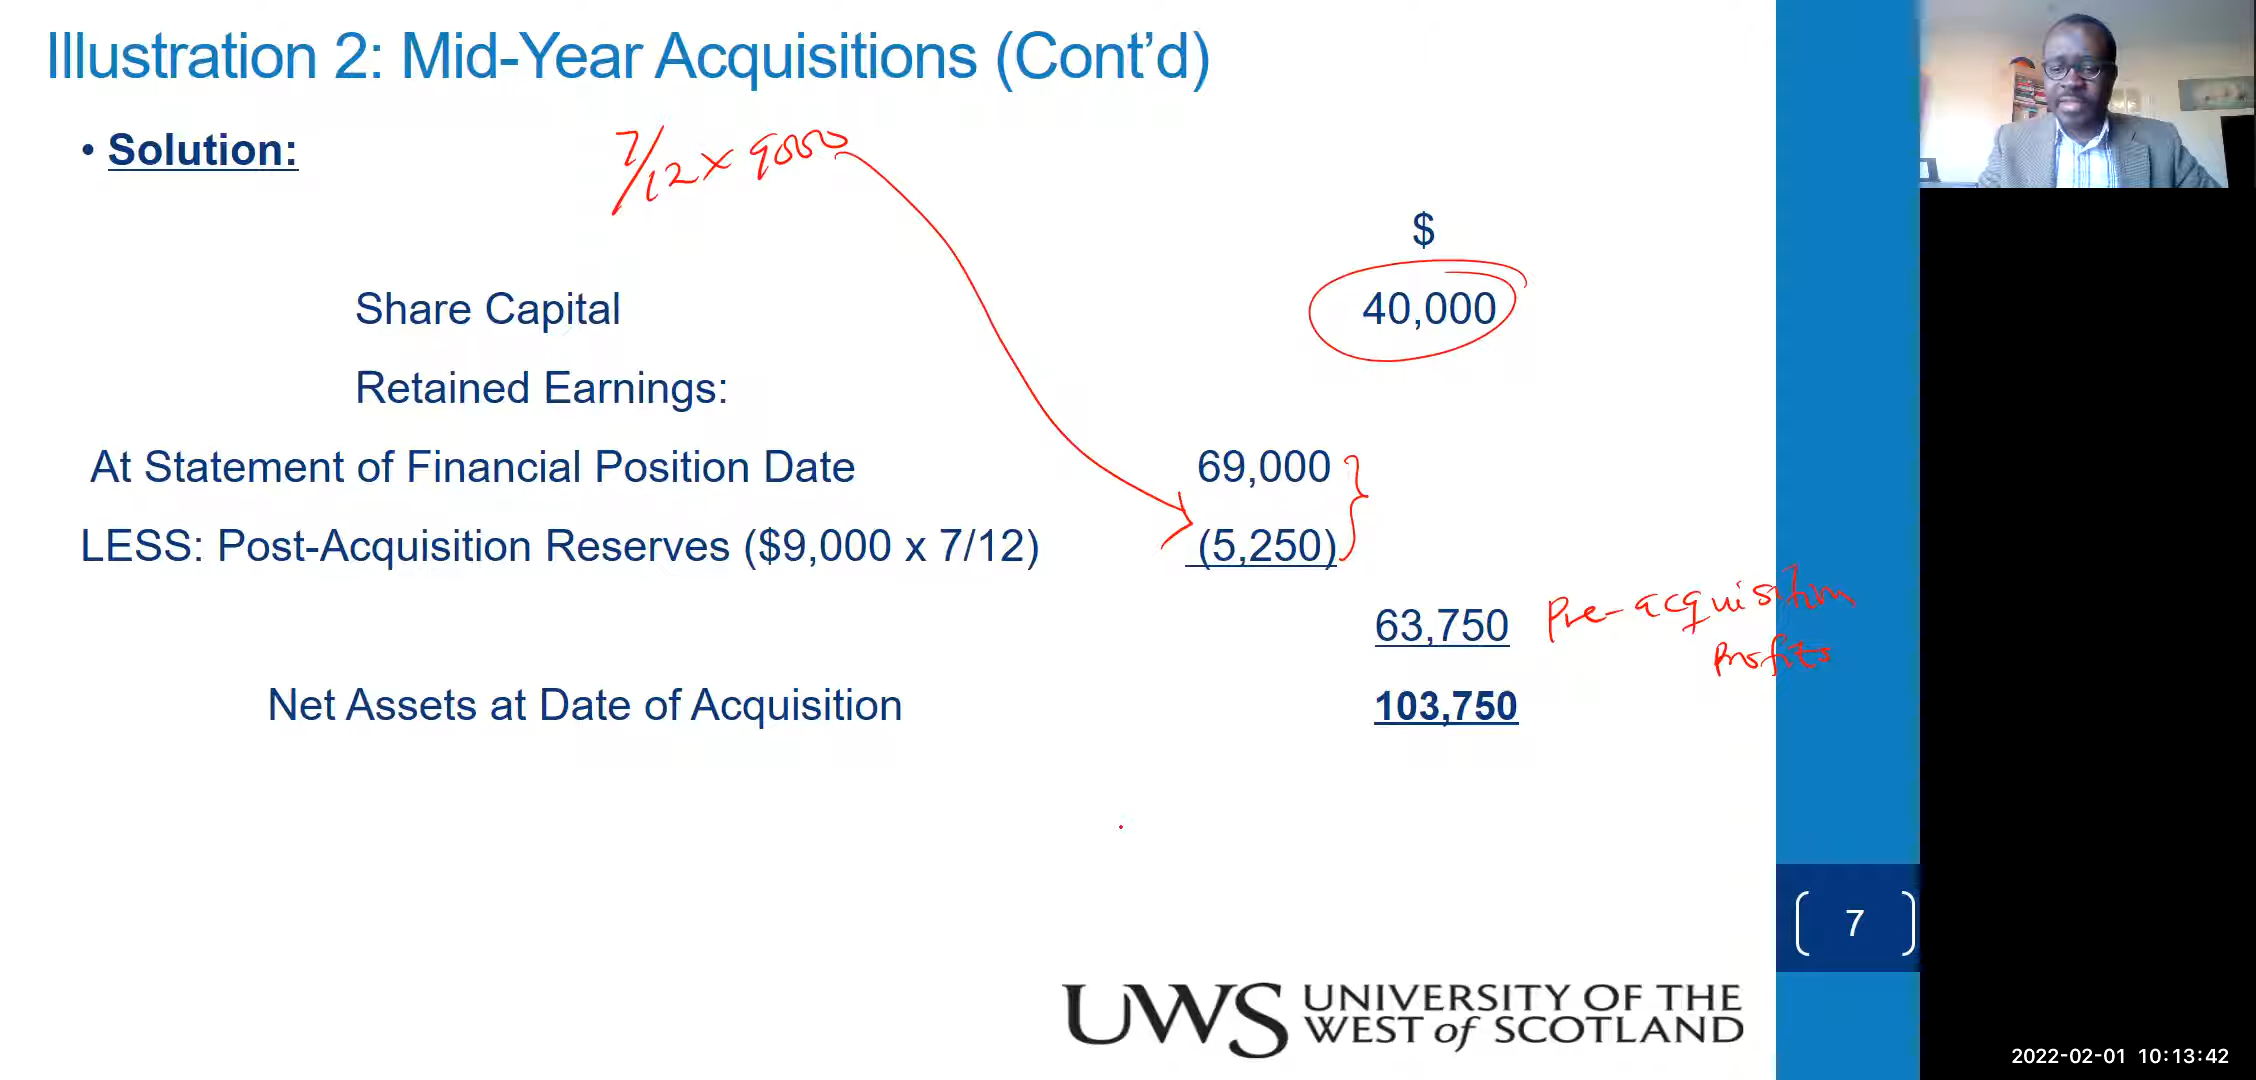 Illustration 2: Mid-Year Acquisitions (Cont’d)
• Solution:
7/12 x 9000
$
Share Capital 40,000
Retained Earnings:
At Statement of Financial Position Date 69,000
LESS: Post-Acquisition Reserves ($9,000 x 7/12) (5,250)
63,750 Pre-acquisition
profits
Net Assets at Date of Acquisition 103,750
7
UWS UNIVERSITY OF THE
WEST of SCOTLAND
2022-02-01 10:13:42